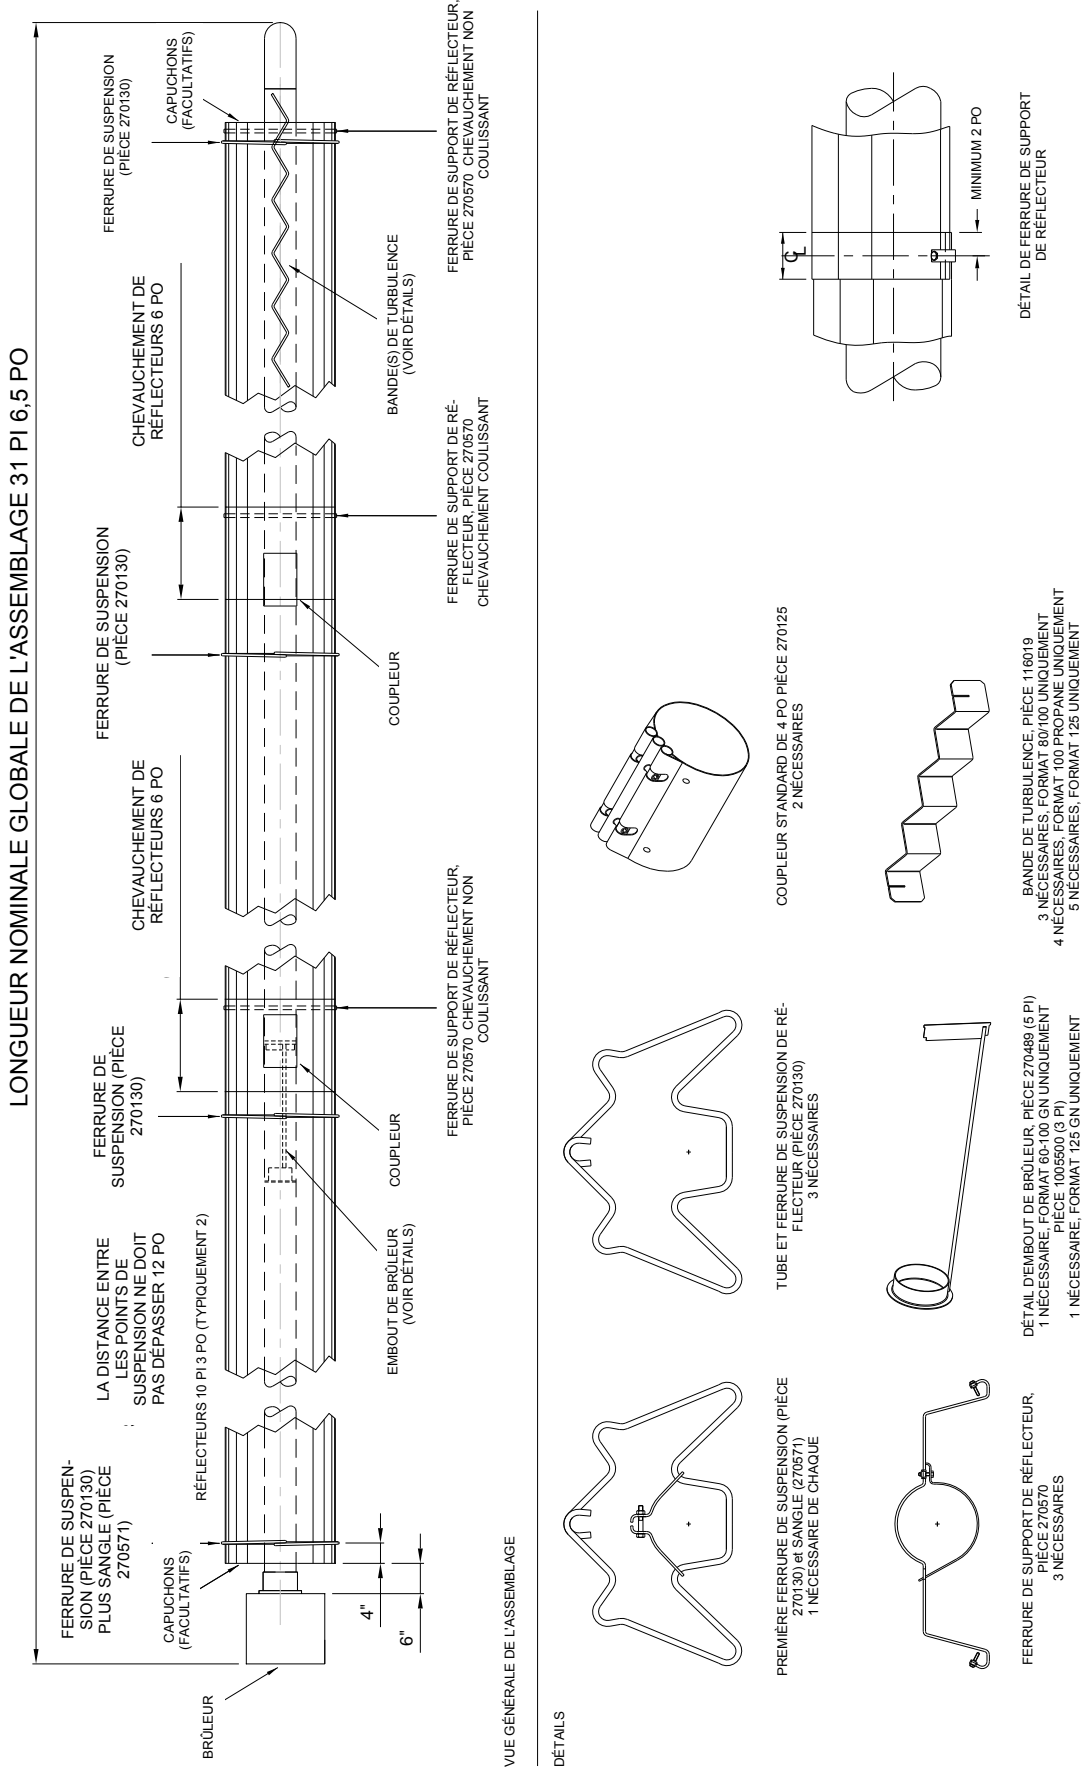 LONGUEUR NOMINALE GLOBALE DE L'ASSEMBLAGE 31 PI 6,5 PO
FERRURE DE SUSPEN-
SION (PIÈCE 270130)
PLUS SANGLE (PIÈCE
270571)
LA DISTANCE ENTRE
LES POINTS DE
SUSPENSION NE DOIT
PAS DÉPASSER 12 PO
FERRURE DE
SUSPENSION (PIÈCE
270130)
CHEVAUCHEMENT DE
RÉFLECTEURS 6 PO
FERRURE DE SUSPENSION
(PIÈCE 270130)
CHEVAUCHEMENT DE
RÉFLECTEURS 6 PO
FERRURE DE SUSPENSION
(PIÈCE 270130)
CAPUCHONS
(FACULTATIFS)
CAPUCHONS
(FACULTATIFS)
RÉFLECTEURS 10 PI 3 PO (TYPIQUEMENT 2)
BRÛLEUR
4"
6"
EMBOUT DE BRÛLEUR
(VOIR DÉTAILS)
COUPLEUR
COUPLEUR
BANDE(S) DE TURBULENCE
(VOIR DÉTAILS)
FERRURE DE SUPPORT DE RÉFLECTEUR,
PIÈCE 270570 CHEVAUCHEMENT NON
COULISSANT
FERRURE DE SUPPORT DE RÉ-
FLECTEUR, PIÈCE 270570
CHEVAUCHEMENT COULISSANT
FERRURE DE SUPPORT DE RÉFLECTEUR,
PIÈCE 270570 CHEVAUCHEMENT NON
COULISSANT
VUE GÉNÉRALE DE L'ASSEMBLAGE
DÉTAILS
PREMIÈRE FERRURE DE SUSPENSION (PIÈCE
270130) et SANGLE (270571)
1 NÉCESSAIRE DE CHAQUE
TUBE ET FERRURE DE SUSPENSION DE RÉ-
FLECTEUR (PIÈCE 270130)
3 NÉCESSAIRES
COUPLEUR STANDARD DE 4 PO PIÈCE 270125
2 NÉCESSAIRES
CL
MINIMUM 2 PO
DÉTAIL DE FERRURE DE SUPPORT
DE RÉFLECTEUR
FERRURE DE SUPPORT DE RÉFLECTEUR,
PIÈCE 270570
3 NÉCESSAIRES
DÉTAIL D'EMBOUT DE BRÛLEUR, PIÈCE 270489 (5 PI)
1 NÉCESSAIRE, FORMAT 60-100 GN UNIQUEMENT
PIÈCE 1005500 (3 PI)
1 NÉCESSAIRE, FORMAT 125 GN UNIQUEMENT
BANDE DE TURBULENCE, PIÈCE 116019
3 NÉCESSAIRES, FORMAT 80/100 UNIQUEMENT
4 NÉCESSAIRES, FORMAT 100 PROPANE UNIQUEMENT
5 NÉCESSAIRES, FORMAT 125 UNIQUEMENT